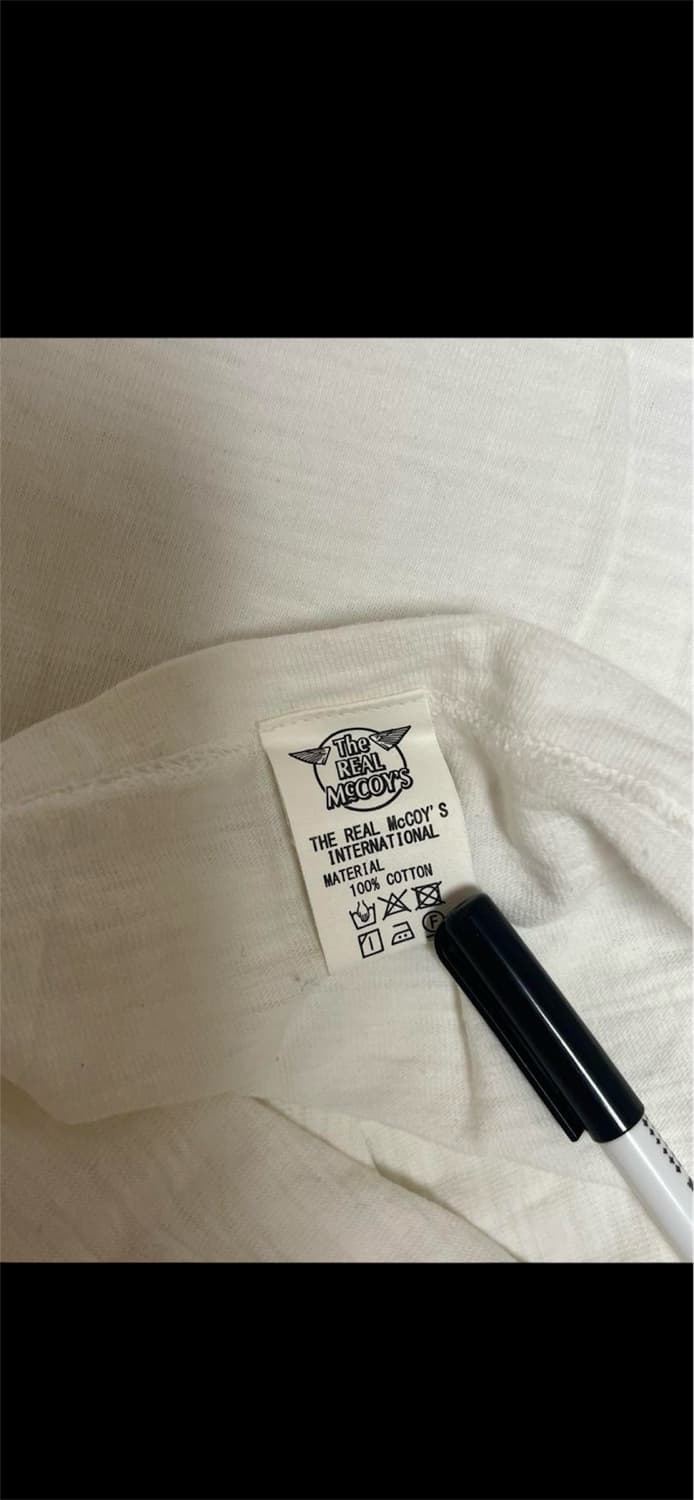 The
REAL
McCOY'S
THE REAL McCOY'S
INTERNATIONAL
MATERIAL
100% COTTON
F